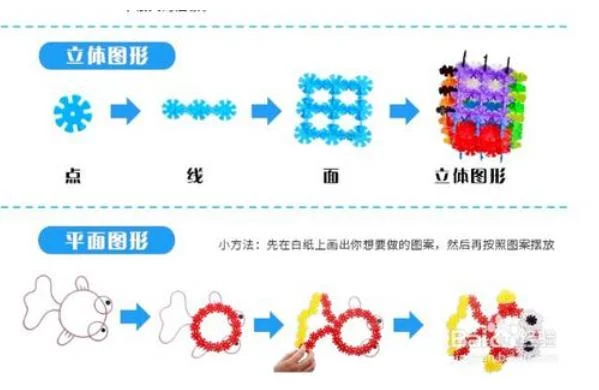 立体图形
点
线
面
立体图形
平面图形
小方法：先在白纸上画出你想要做的图案，然后再按照图案摆放